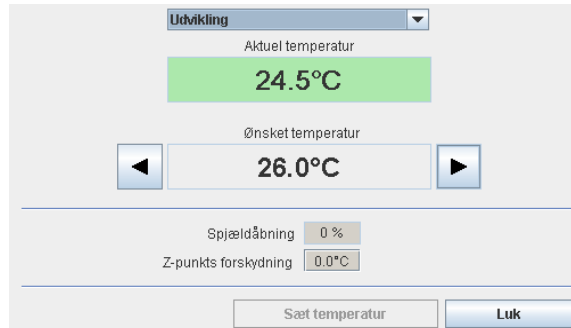 Udvikling
Aktuel temperatur
24.5°C
Ønsket temperatur
26.0°C
Spjældåbning 0 %
Z-punkts forskydning 0.0°C
Sæt temperatur Luk